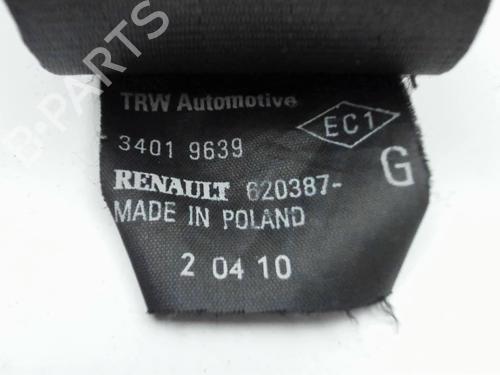 B-PARTS
TRW Automotive
EC1
3401 9639
RENAULT 620387-
G
MADE IN POLAND
2 04 10